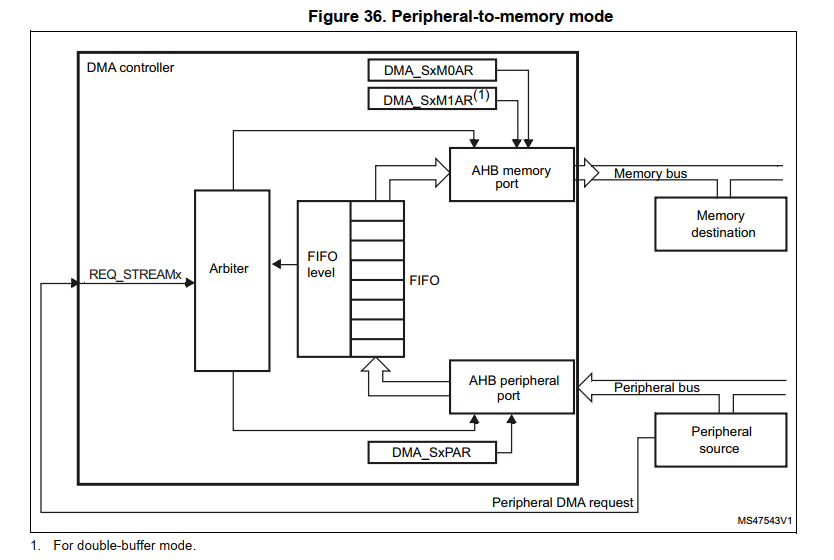 Figure 36. Peripheral-to-memory mode
DMA controller
DMA_SxM0AR
DMA_SxM1AR(1)
AHB memory
port
Memory bus
Memory
destination
REQ_STREAMx
Arbiter
FIFO
level
FIFO
AHB peripheral
port
Peripheral bus
DMA_SxPAR
Peripheral
source
Peripheral DMA request
MS47543V1
1. For double-buffer mode.